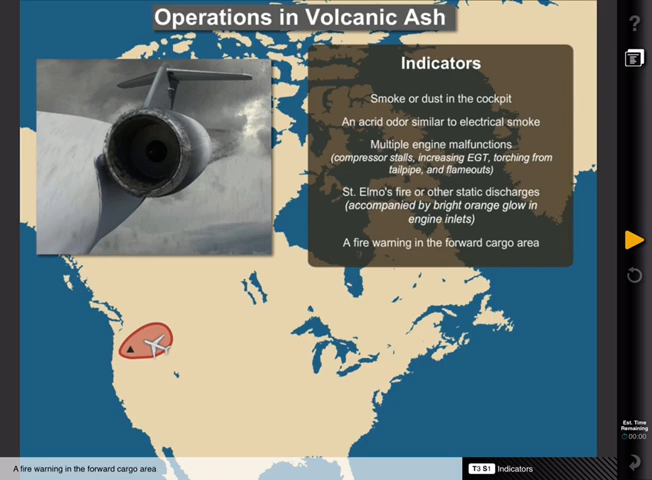 Operations in Volcanic Ash
Indicators
Smoke or dust in the cockpit
An acrid odor similar to electrical smoke
Multiple engine malfunctions
(compressor stalls, increasing EGT, torching from
tailpipe, and flameouts)
St. Elmo's fire or other static discharges
(accompanied by bright orange glow in
engine inlets)
A fire warning in the forward cargo area
?
Est. Time
Remaining
00:00
A fire warning in the forward cargo area
T3 S1 Indicators